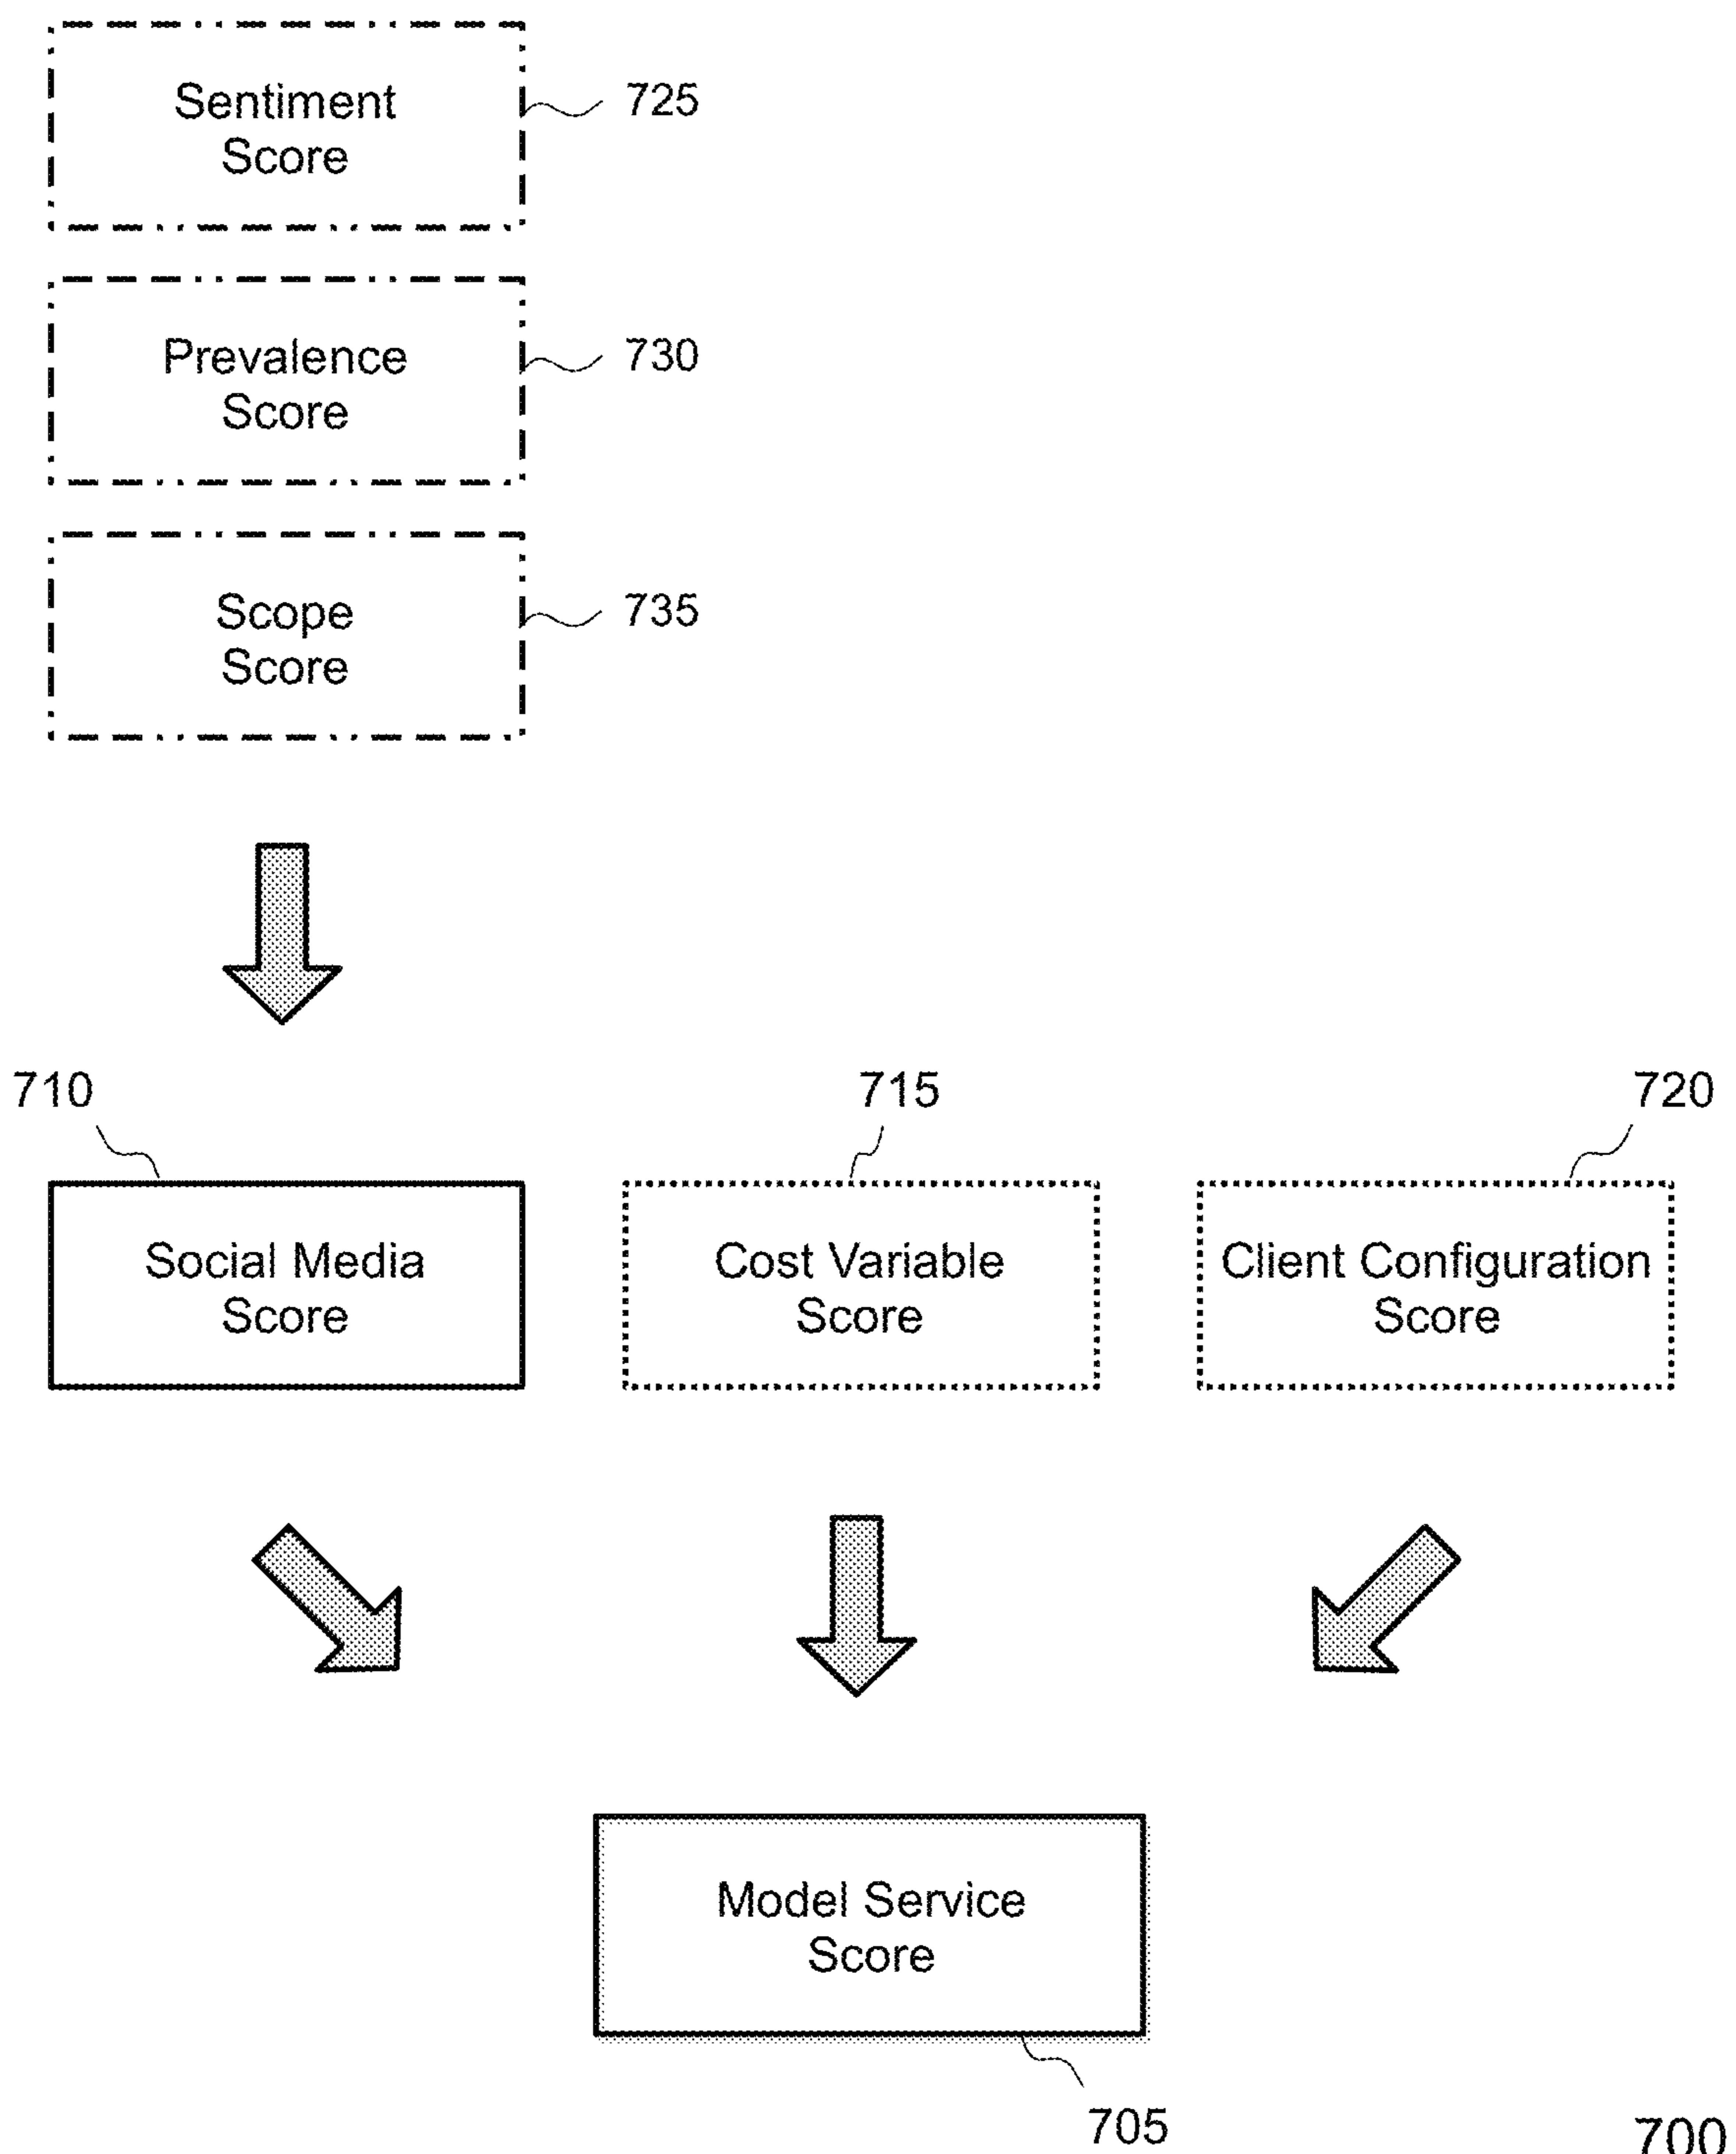 Sentiment
Score
725
Prevalence
Score
730
Scope
Score
735
710
715
720
Social Media
Score
Cost Variable
Score
Client Configuration
Score
Model Service
Score
705
700